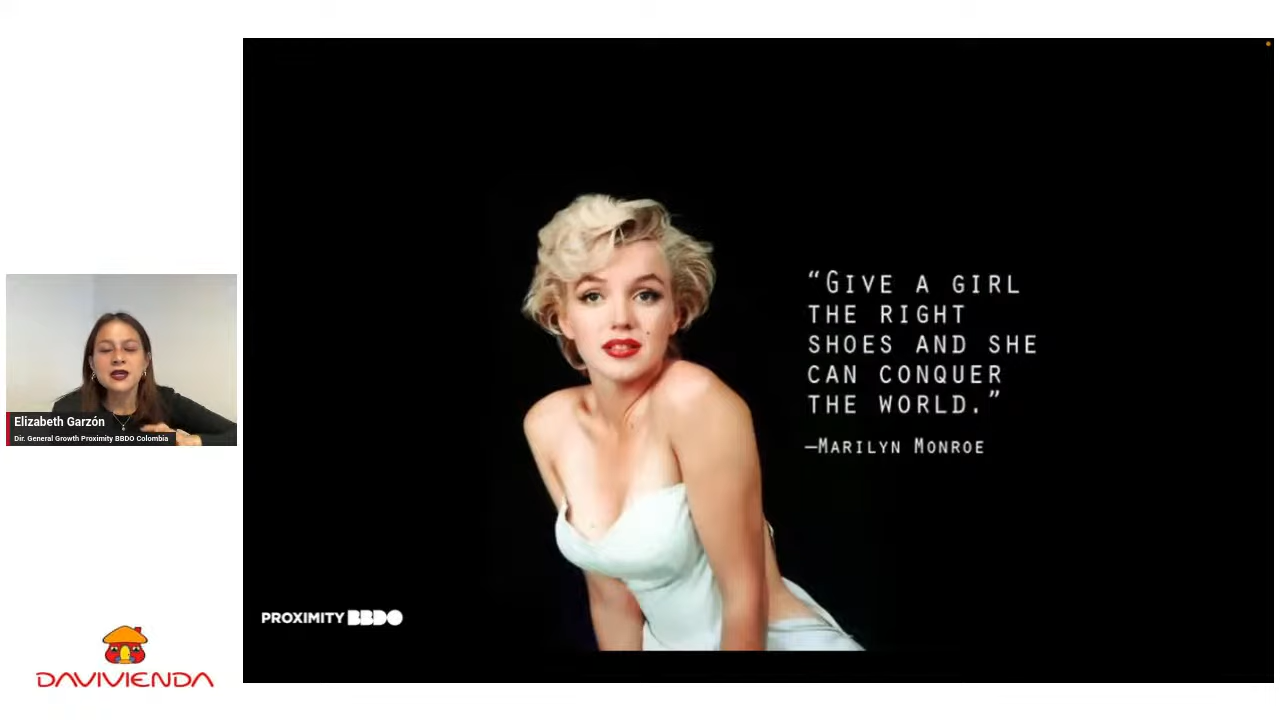 “GIVE A GIRL
THE RIGHT
SHOES AND SHE
CAN CONQUER
THE WORLD.”
—MARILYN MONROE
Elizabeth Garzón
Dir. General Growth Proximity BBDO Colombia
PROXIMITY BBDO
DAVIVIENDA